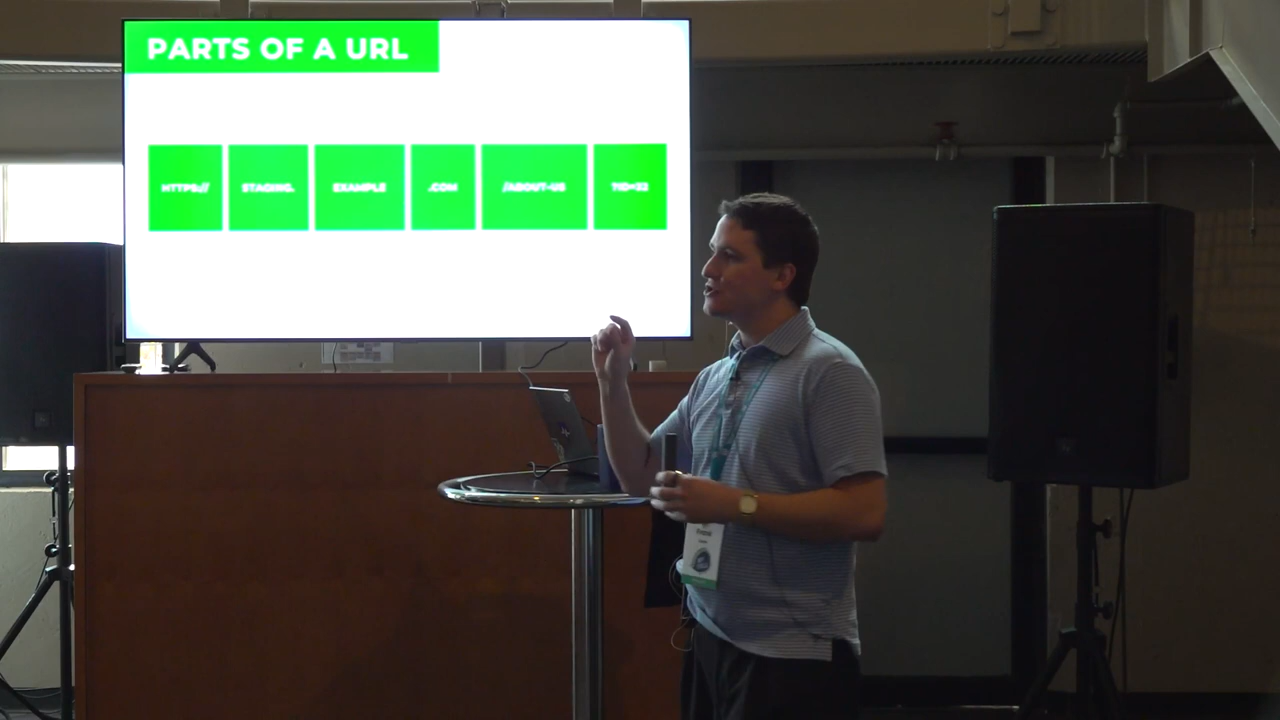 PARTS OF A URL
HTTPS:// STAGING. EXAMPLE .COM /ABOUT-US ?ID=32